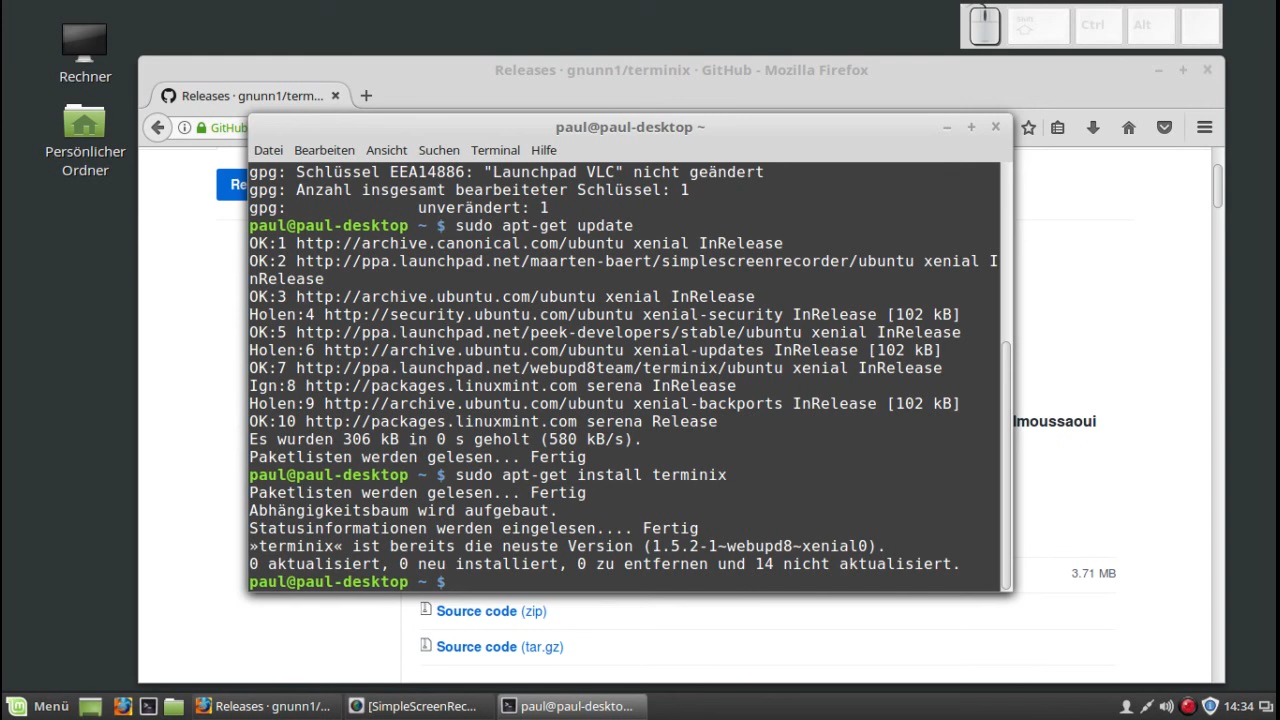 Shift
Ctrl
Alt
Rechner
Persönlicher
Ordner
Releases · gnunn1/terminix · GitHub - Mozilla Firefox
Releases · gnunn1/term...
GitHub
Re
paul@paul-desktop ~
Datei Bearbeiten Ansicht Suchen Terminal Hilfe
gpg: Schlüssel EEA14886: "Launchpad VLC" nicht geändert
gpg: Anzahl insgesamt bearbeiteter Schlüssel: 1
gpg:              unverändert: 1
paul@paul-desktop ~ $ sudo apt-get update
OK:1 http://archive.canonical.com/ubuntu xenial InRelease
OK:2 http://ppa.launchpad.net/maarten-baert/simplescreenrecorder/ubuntu xenial I
nRelease
OK:3 http://archive.ubuntu.com/ubuntu xenial InRelease
Holen:4 http://security.ubuntu.com/ubuntu xenial-security InRelease [102 kB]
OK:5 http://ppa.launchpad.net/peek-developers/stable/ubuntu xenial InRelease
Holen:6 http://archive.ubuntu.com/ubuntu xenial-updates InRelease [102 kB]
OK:7 http://ppa.launchpad.net/webupd8team/terminix/ubuntu xenial InRelease
Ign:8 http://packages.linuxmint.com serena InRelease
Holen:9 http://archive.ubuntu.com/ubuntu xenial-backports InRelease [102 kB]
OK:10 http://packages.linuxmint.com serena Release
Es wurden 306 kB in 0 s geholt (580 kB/s).
Paketlisten werden gelesen... Fertig
paul@paul-desktop ~ $ sudo apt-get install terminix
Paketlisten werden gelesen... Fertig
Abhängigkeitsbaum wird aufgebaut.
Statusinformationen werden eingelesen.... Fertig
»terminix« ist bereits die neuste Version (1.5.2-1~webupd8~xenial0).
0 aktualisiert, 0 neu installiert, 0 zu entfernen und 14 nicht aktualisiert.
paul@paul-desktop ~ $
lmoussaoui
3.71 MB
Source code (zip)
Source code (tar.gz)
Menü
Releases · gnunn1/...
[SimpleScreenRec...
paul@paul-deskto...
14:34